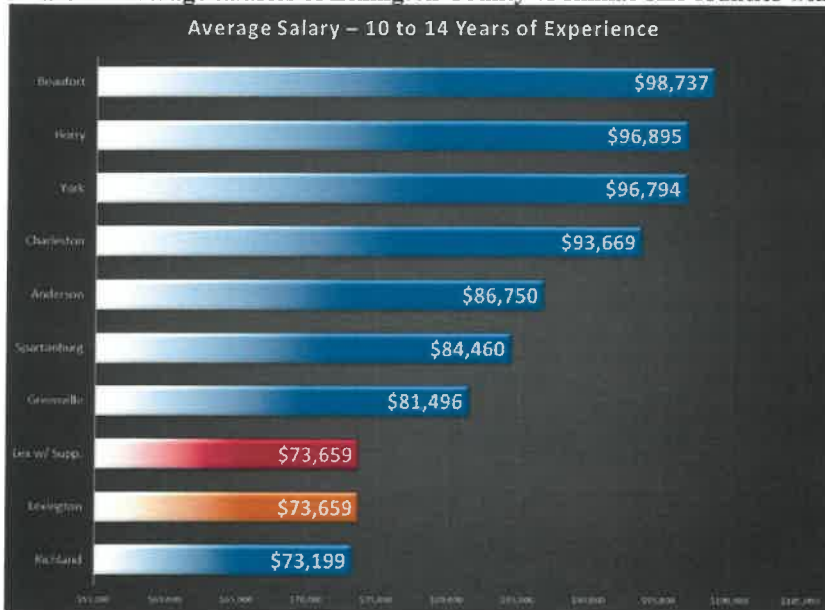 Average Salary – 10 to 14 Years of Experience
Beaufort $98,737
Horry $96,895
York $96,794
Charleston $93,669
Anderson $86,750
Spartanburg $84,460
Greenville $81,496
Lex w/ Supp. $73,659
Lexington $73,659
Richland $73,199